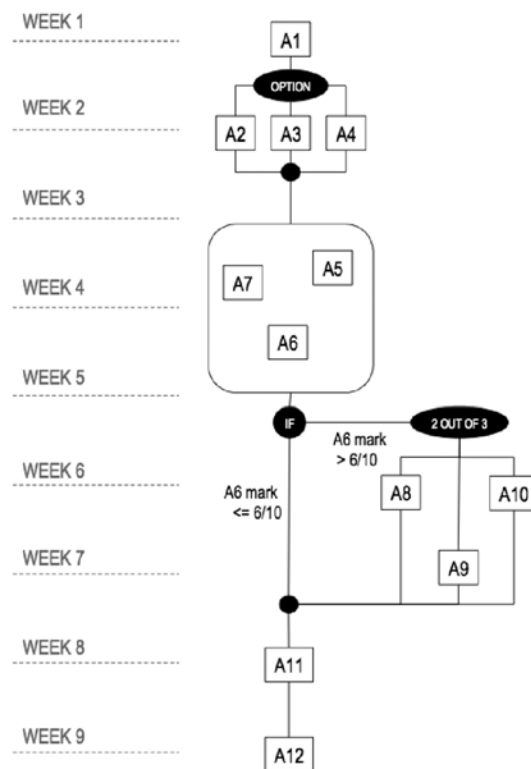 WEEK 1
A1
OPTION
WEEK 2
A2 A3 A4
WEEK 3
A5
A7
WEEK 4
A6
WEEK 5
IF
2 OUT OF 3
A6 mark
> 6/10
WEEK 6
A8 A10
A6 mark
<= 6/10
WEEK 7
A9
WEEK 8
A11
WEEK 9
A12